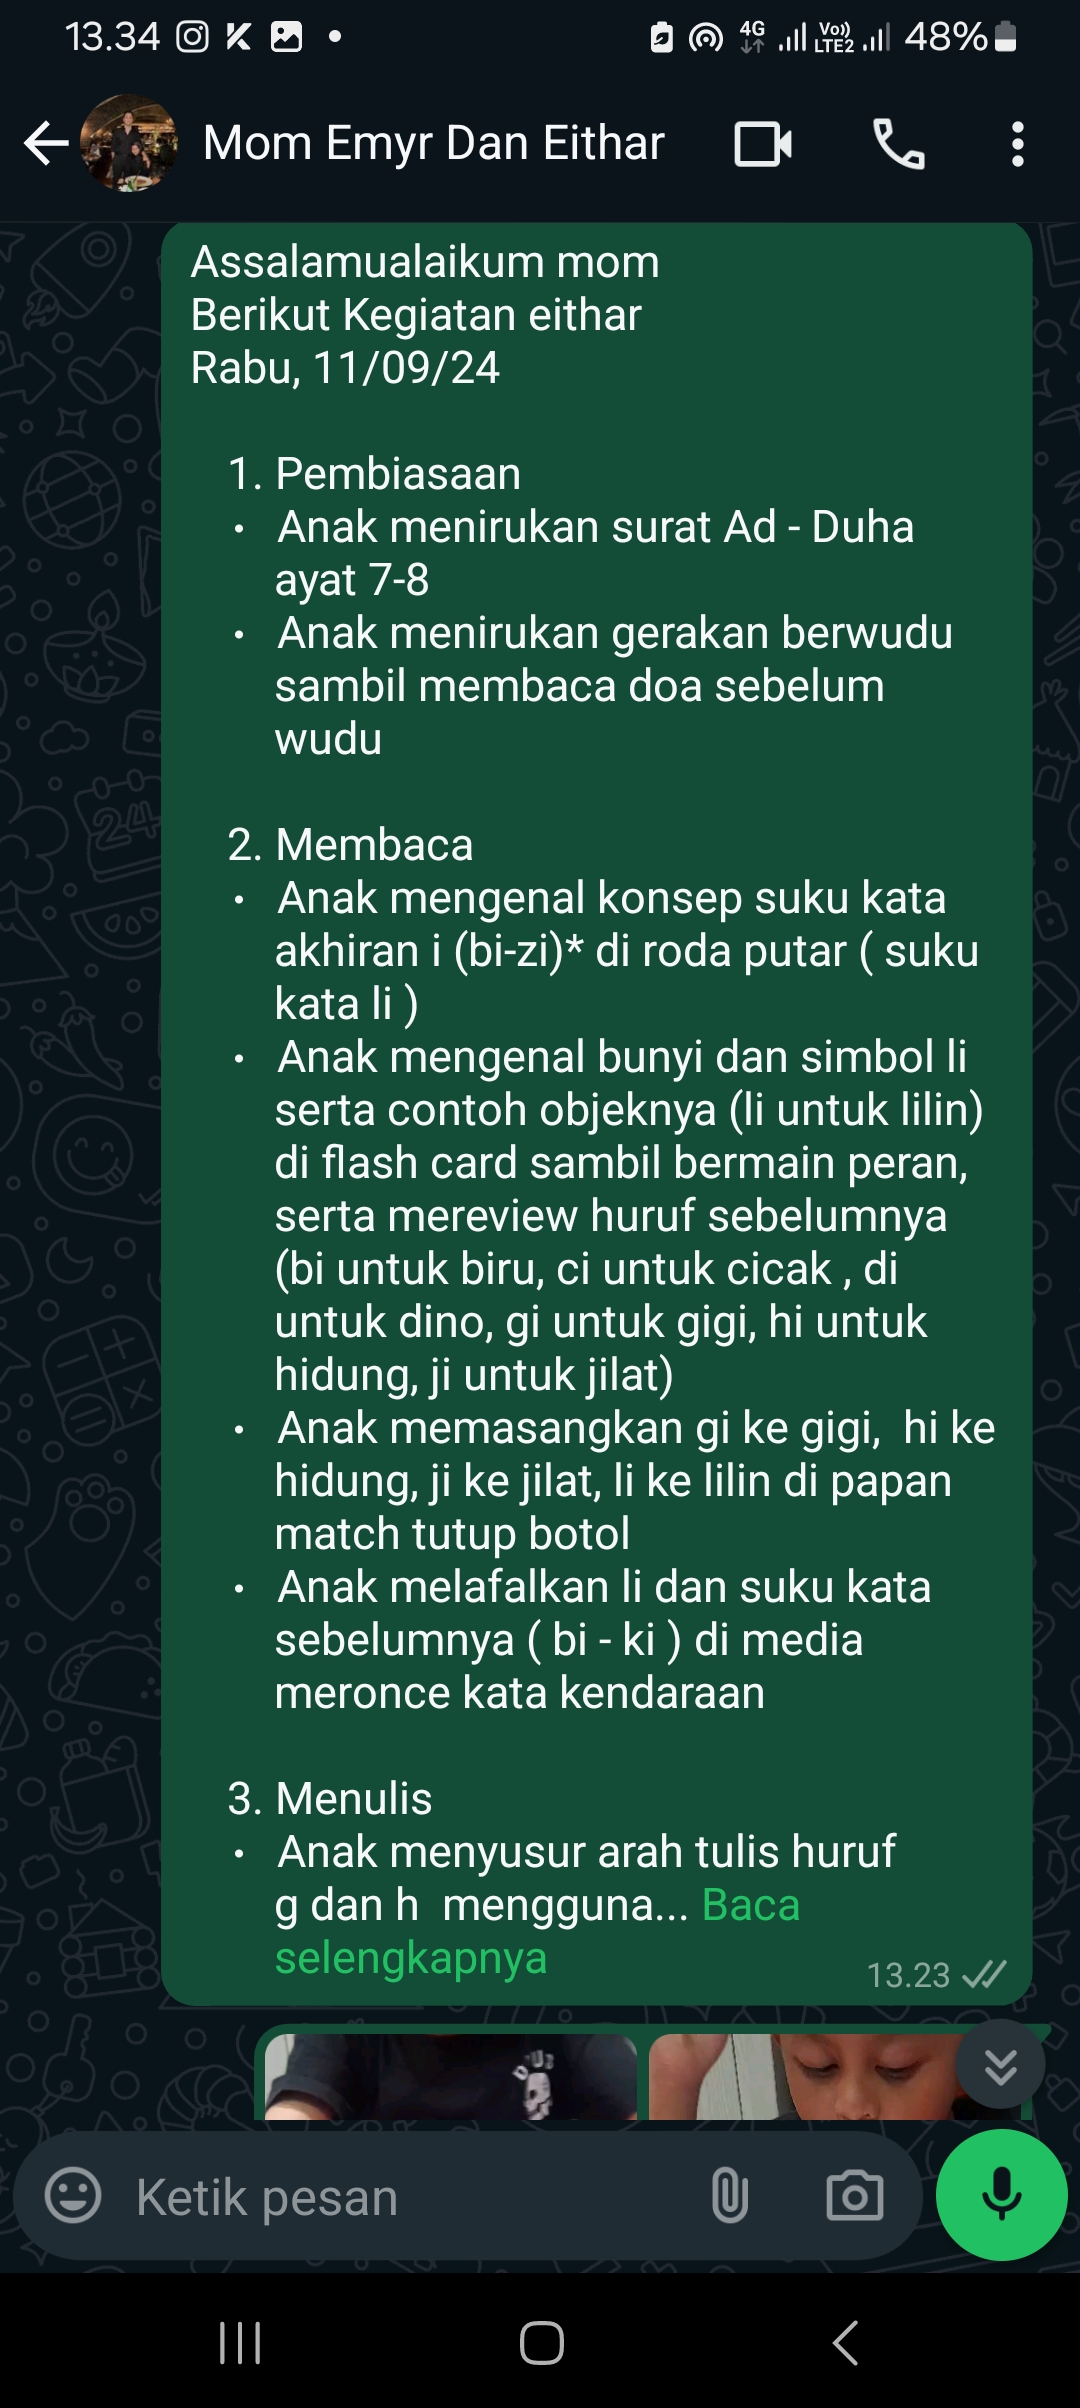 13.34
4G
Vo))
LTE2
48%
Mom Emyr Dan Eithar
Assalamualaikum mom
Berikut Kegiatan eithar
Rabu, 11/09/24
1. Pembiasaan
• Anak menirukan surat Ad - Duha
ayat 7-8
• Anak menirukan gerakan berwudu
sambil membaca doa sebelum
wudu
2. Membaca
• Anak mengenal konsep suku kata
akhiran i (bi-zi)* di roda putar ( suku
kata li )
• Anak mengenal bunyi dan simbol li
serta contoh objeknya (li untuk lilin)
di flash card sambil bermain peran,
serta mereview huruf sebelumnya
(bi untuk biru, ci untuk cicak , di
untuk dino, gi untuk gigi, hi untuk
hidung, ji untuk jilat)
• Anak memasangkan gi ke gigi,  hi ke
hidung, ji ke jilat, li ke lilin di papan
match tutup botol
• Anak melafalkan li dan suku kata
sebelumnya ( bi - ki ) di media
meronce kata kendaraan
3. Menulis
• Anak menyusur arah tulis huruf
g dan h  mengguna... Baca
selengkapnya
13.23
Ketik pesan